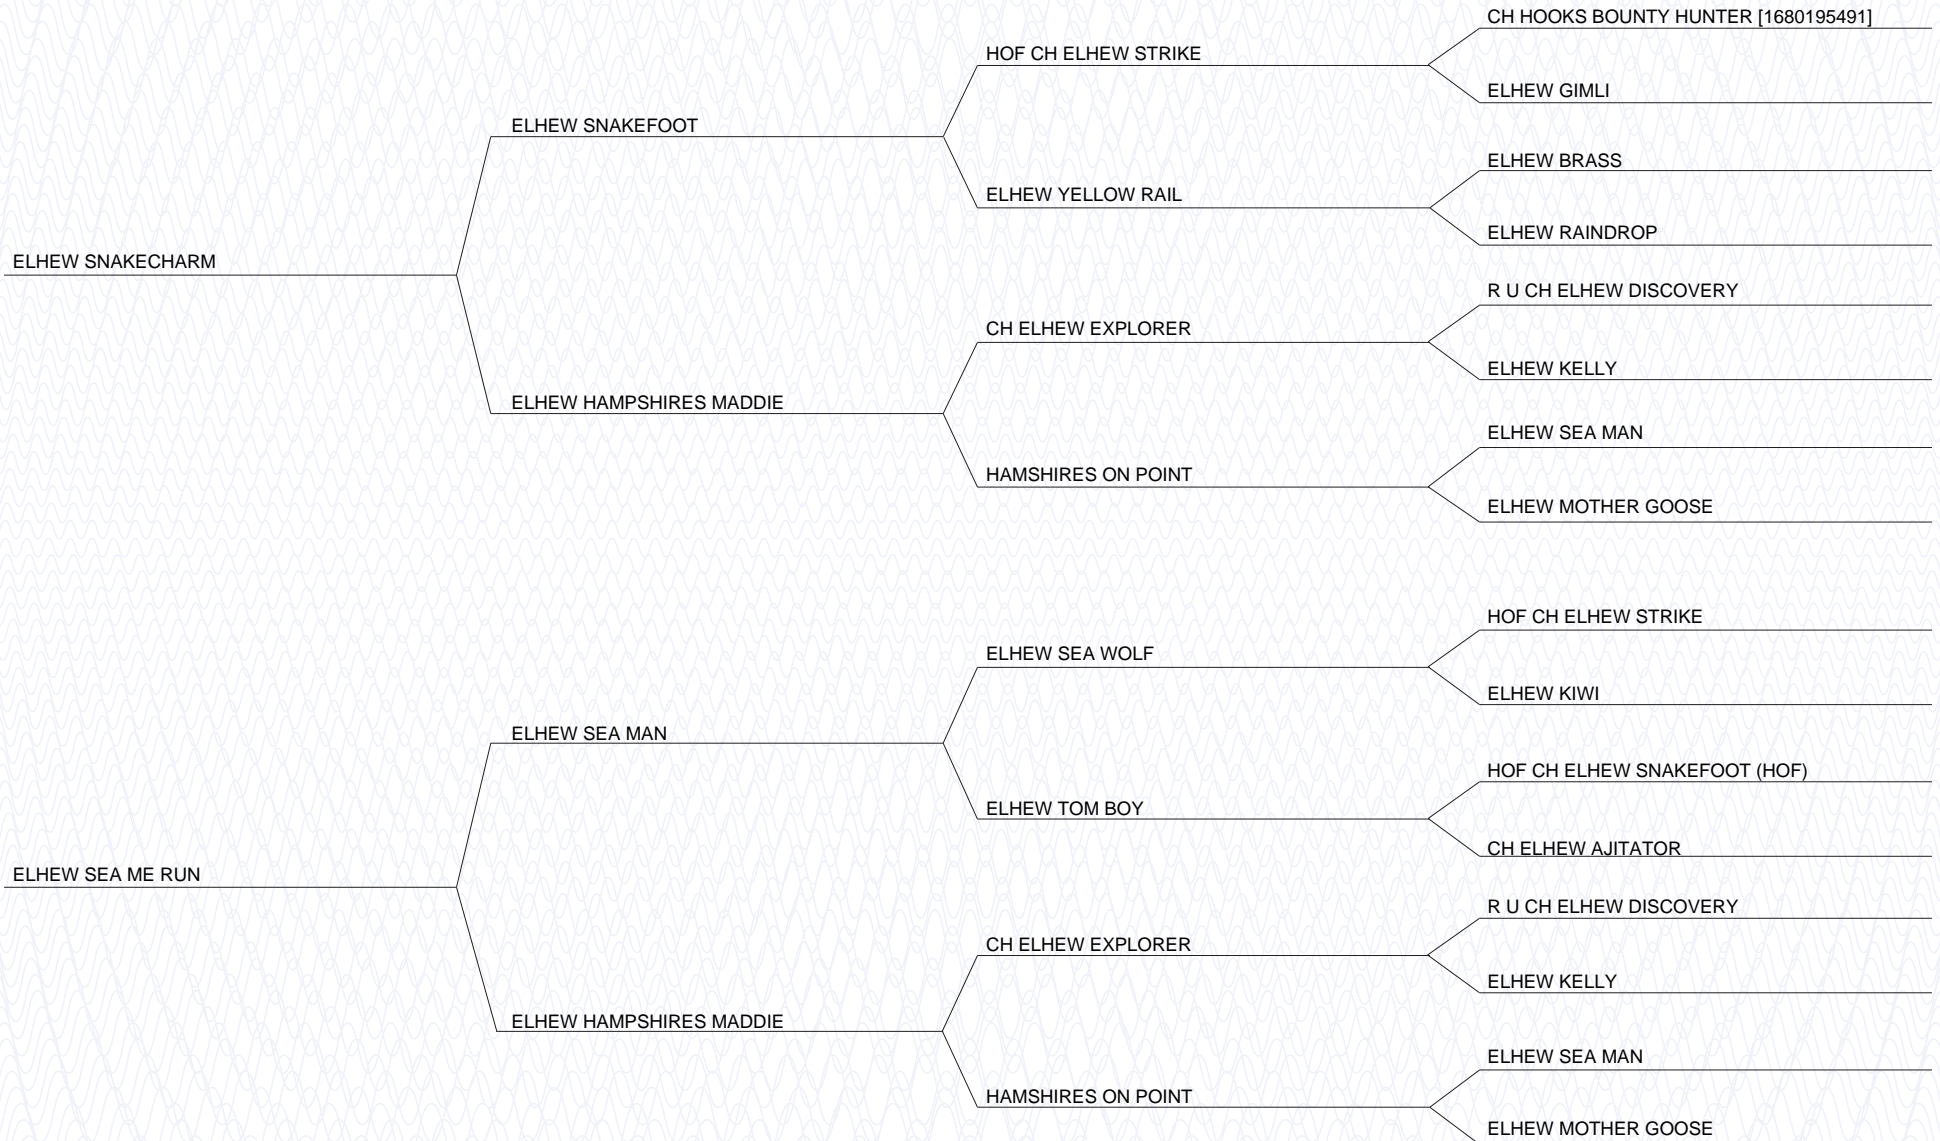 CH HOOKS BOUNTY HUNTER [1680195491]
HOF CH ELHEW STRIKE
ELHEW GIMLI
ELHEW SNAKEFOOT
ELHEW BRASS
ELHEW YELLOW RAIL
ELHEW RAINDROP
ELHEW SNAKECHARM
R U CH ELHEW DISCOVERY
CH ELHEW EXPLORER
ELHEW KELLY
ELHEW HAMPSHIRES MADDIE
ELHEW SEA MAN
HAMSHIRES ON POINT
ELHEW MOTHER GOOSE
HOF CH ELHEW STRIKE
ELHEW SEA WOLF
ELHEW KIWI
ELHEW SEA MAN
HOF CH ELHEW SNAKEFOOT (HOF)
ELHEW TOM BOY
CH ELHEW AJITATOR
ELHEW SEA ME RUN
R U CH ELHEW DISCOVERY
CH ELHEW EXPLORER
ELHEW KELLY
ELHEW HAMPSHIRES MADDIE
ELHEW SEA MAN
HAMSHIRES ON POINT
ELHEW MOTHER GOOSE